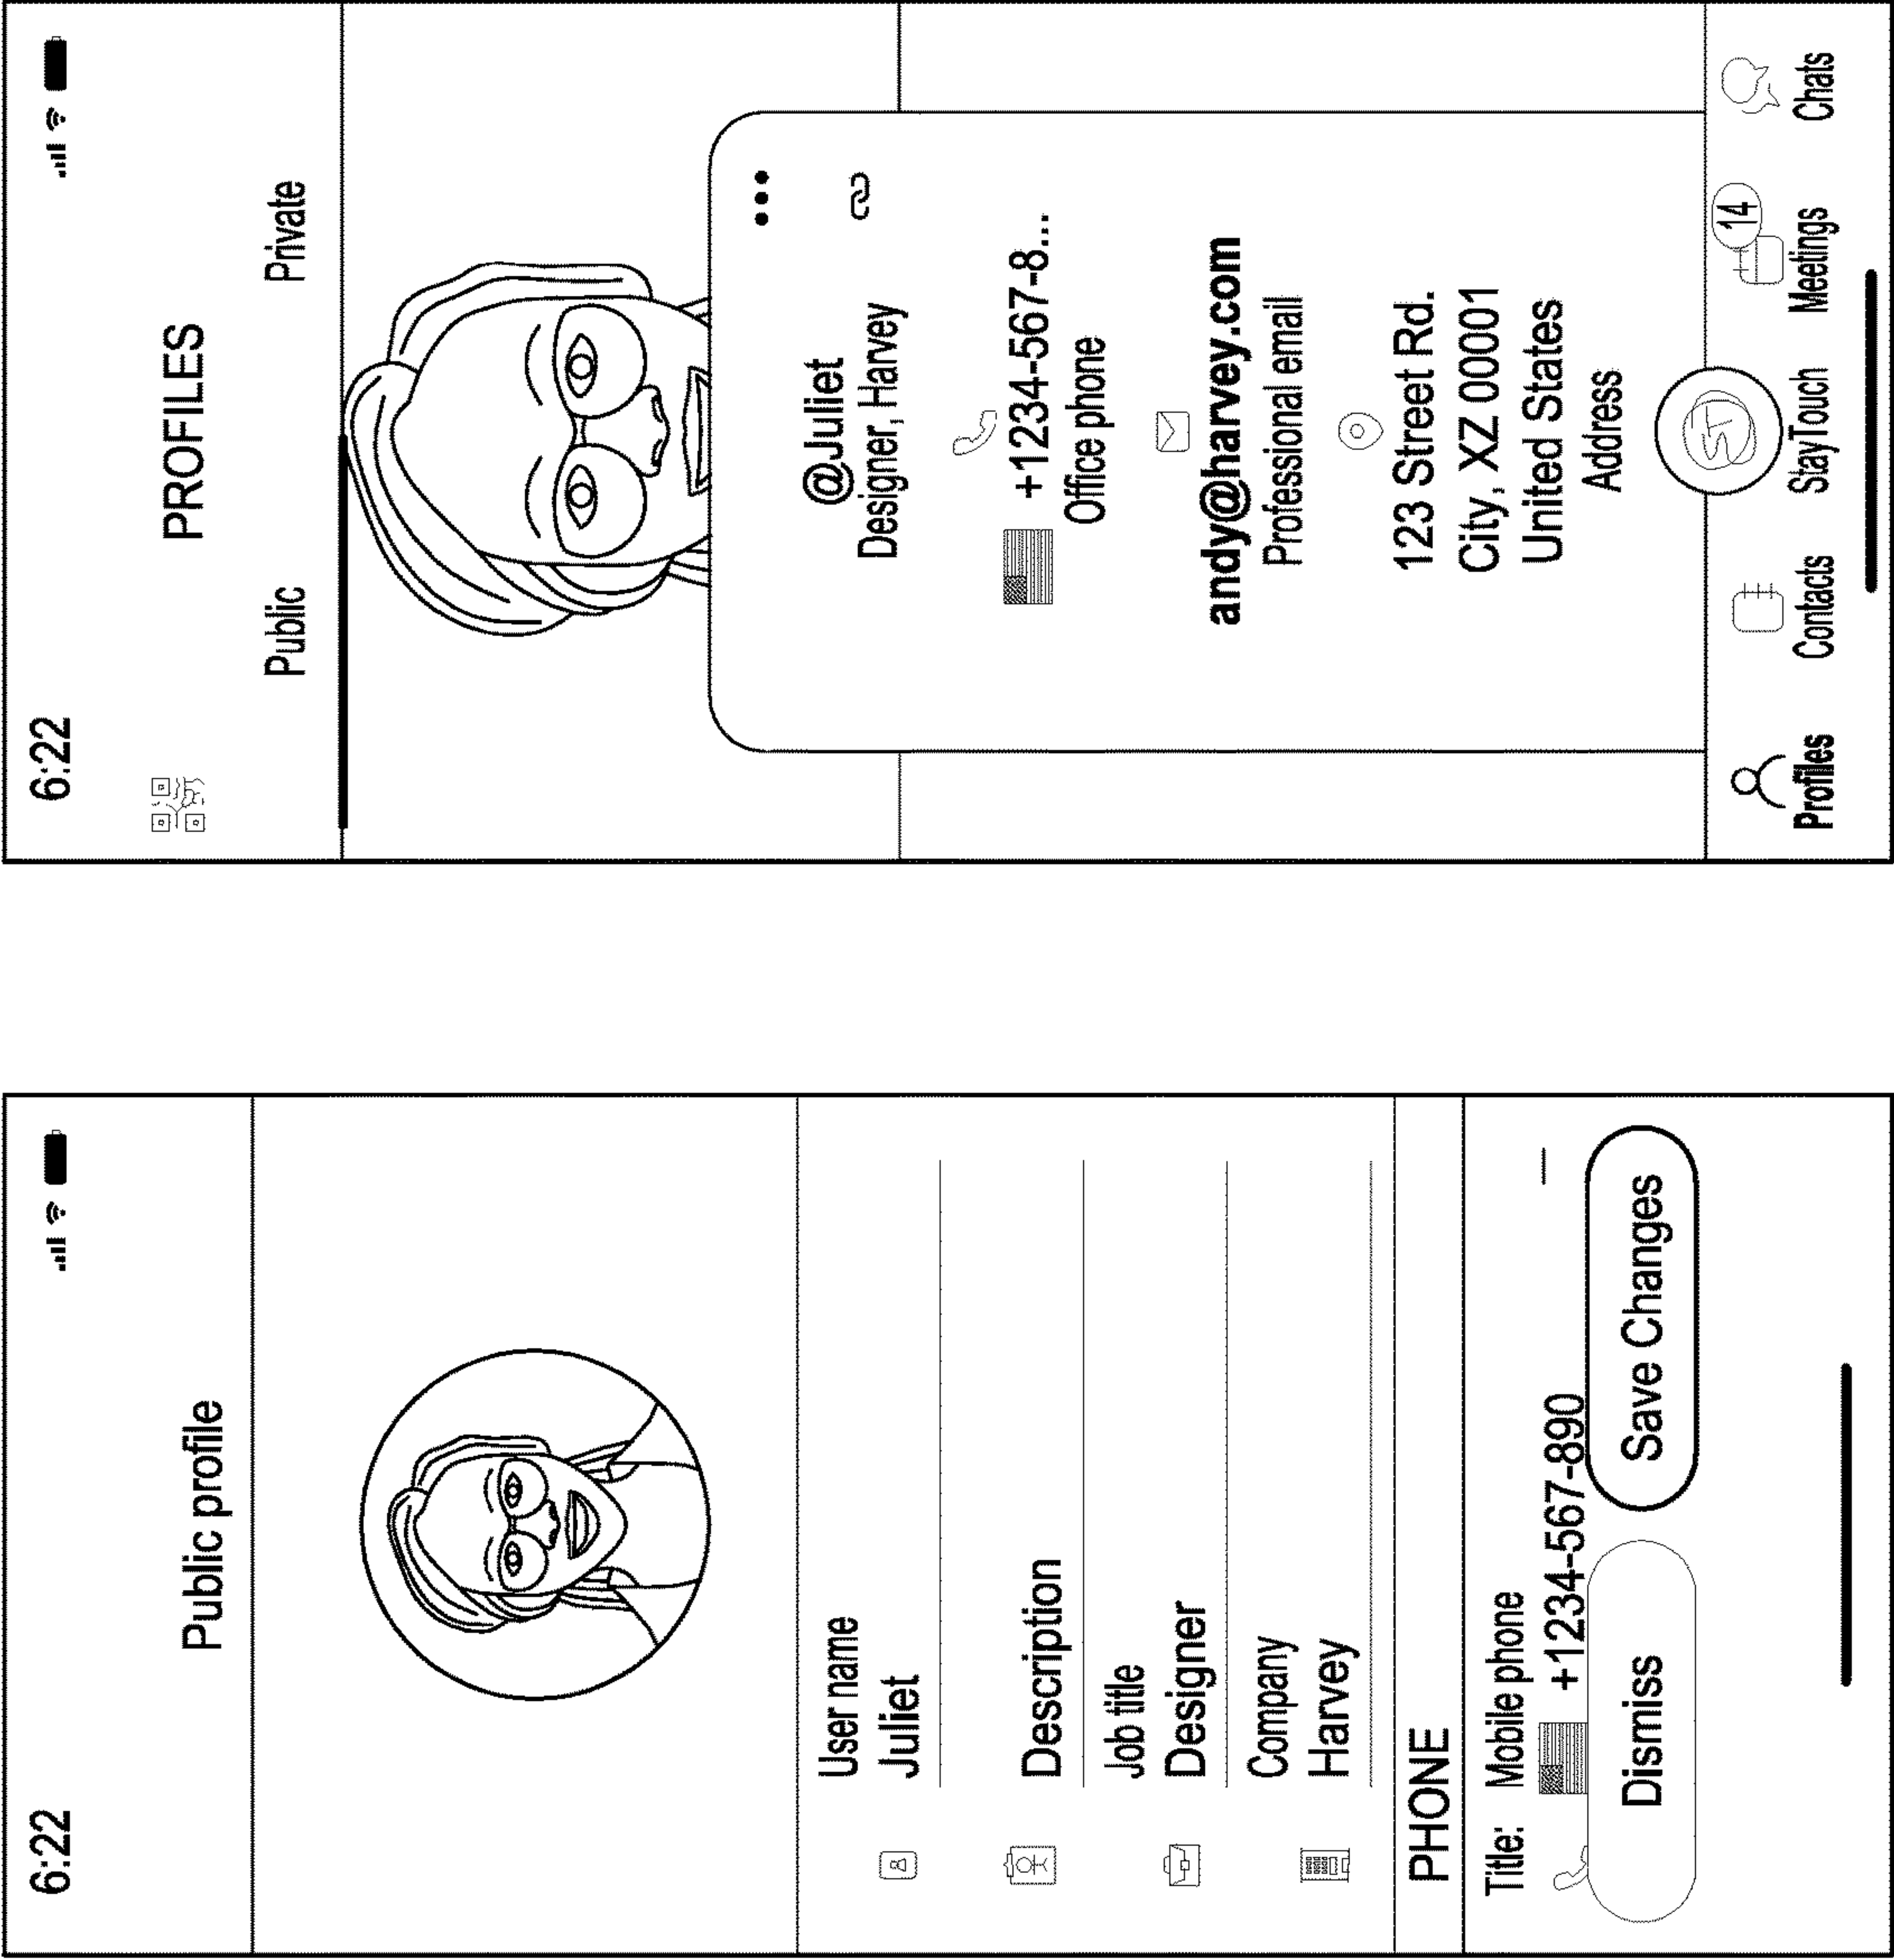 6:22
Public profile
User name
Juliet
Description
Job title
Designer
Company
Harvey
PHONE
Title: Mobile phone
+1234-567-890
Dismiss
Save Changes
6:22
PROFILES
Public
Private
@Juliet
Designer, Harvey
+1234-567-8...
Office phone
andy@harvey.com
Professional email
123 Street Rd.
City, XZ 00001
United States
Address
14
ST
Profiles
Contacts
StayTouch
Meetings
Chats